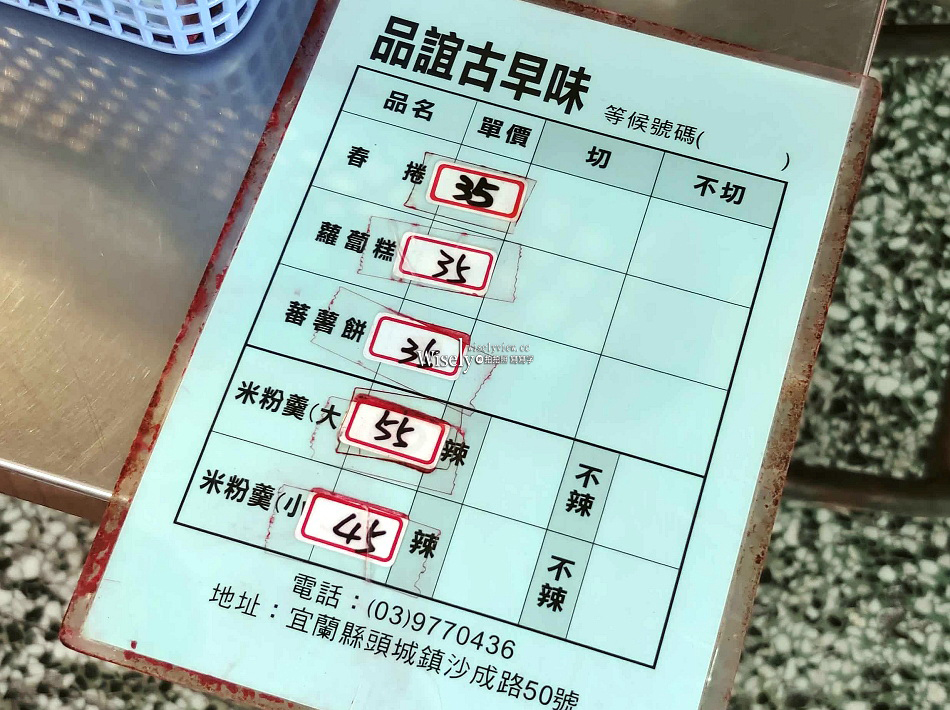 品誼古早味 等候號碼( )
品名 單價 切 不切
春捲 35
蘿蔔糕 35
蕃薯餅
米粉羹(大 55 辣 不辣
米粉羹(小 45 辣 不辣
電話：(03)9770436
地址：宜蘭縣頭城鎮沙成路50號
Wisely